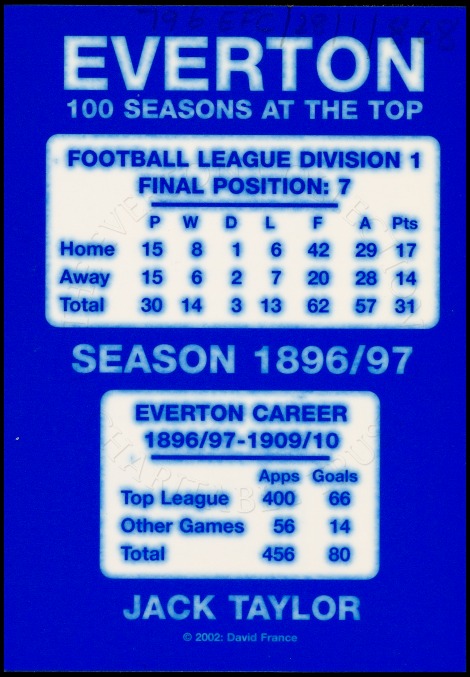 EVERTON
100 SEASONS AT THE TOP
FOOTBALL LEAGUE DIVISION 1
FINAL POSITION: 7
P W D L F A Pts
Home 15 8 1 6 42 29 17
Away 15 6 2 7 20 28 14
Total 30 14 3 13 62 57 31
SEASON 1896/97
EVERTON CAREER
1896/97-1909/10
Apps Goals
Top League 400 66
Other Games 56 14
Total 456 80
JACK TAYLOR
© 2002: David France